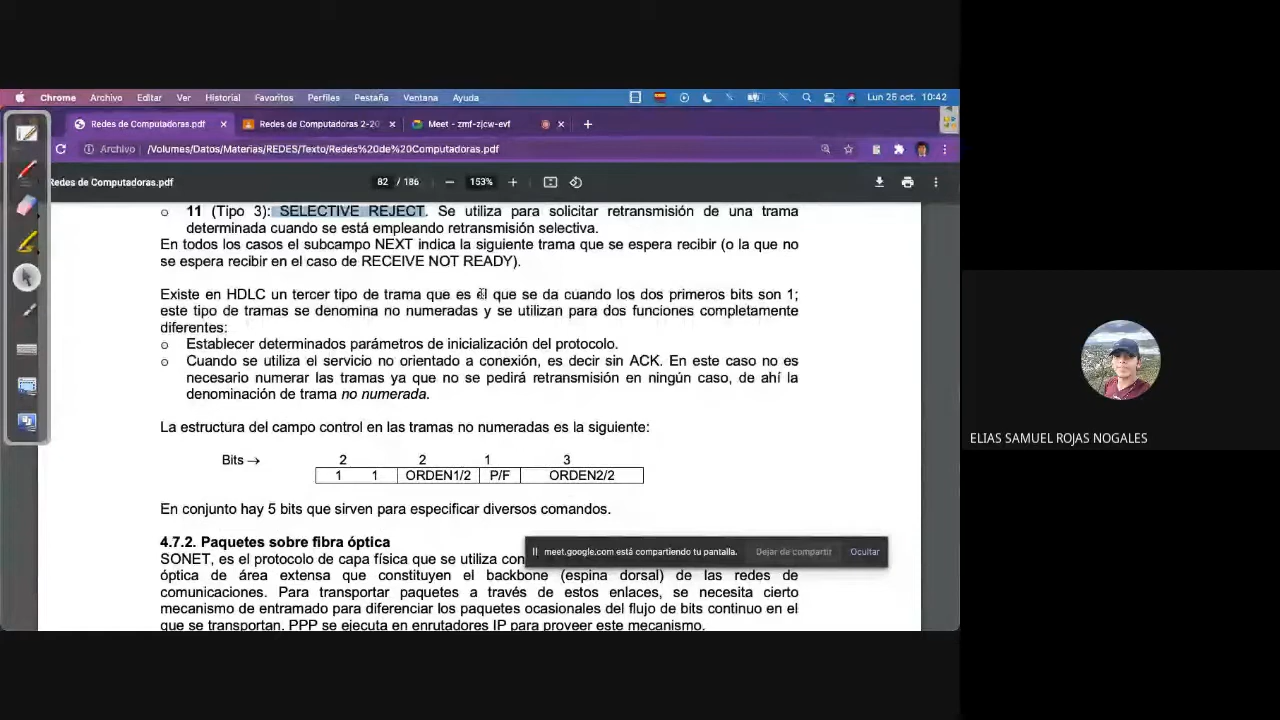 Chrome Archivo Editar Ver Historial Favoritos Perfiles Pestaña Ventana Ayuda Lun 25 oct. 10:42
Redes de Computadoras.pdf Redes de Computadoras 2-20 Meet - zmf-zjcw-evf
Archivo /Volumes/Datos/Materias/REDES/Texto/Redes%20de%20Computadoras.pdf
Redes de Computadoras.pdf 82 / 186 153%
o 11 (Tipo 3): SELECTIVE REJECT. Se utiliza para solicitar retransmisión de una trama
determinada cuando se está empleando retransmisión selectiva.
En todos los casos el subcampo NEXT indica la siguiente trama que se espera recibir (o la que no
se espera recibir en el caso de RECEIVE NOT READY).
Existe en HDLC un tercer tipo de trama que es el que se da cuando los dos primeros bits son 1;
este tipo de tramas se denomina no numeradas y se utilizan para dos funciones completamente
diferentes:
o Establecer determinados parámetros de inicialización del protocolo.
o Cuando se utiliza el servicio no orientado a conexión, es decir sin ACK. En este caso no es
necesario numerar las tramas ya que no se pedirá retransmisión en ningún caso, de ahí la
denominación de trama no numerada.
La estructura del campo control en las tramas no numeradas es la siguiente:
Bits → 2 2 1 3
1 1 ORDEN1/2 P/F ORDEN2/2
En conjunto hay 5 bits que sirven para especificar diversos comandos.
4.7.2. Paquetes sobre fibra óptica
SONET, es el protocolo de capa física que se utiliza con
meet.google.com está compartiendo tu pantalla. Dejar de compartir Ocultar
óptica de área extensa que constituyen el backbone (espina dorsal) de las redes de
comunicaciones. Para transportar paquetes a través de estos enlaces, se necesita cierto
mecanismo de entramado para diferenciar los paquetes ocasionales del flujo de bits continuo en el
que se transportan. PPP se ejecuta en enrutadores IP para proveer este mecanismo.
ELIAS SAMUEL ROJAS NOGALES